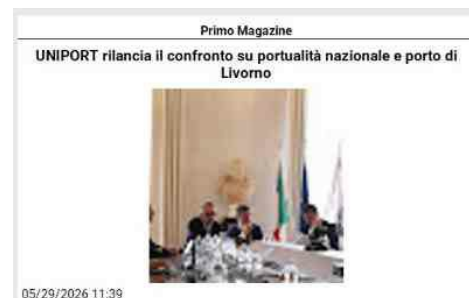 Primo Magazine
UNIPORT rilancia il confronto su portualità nazionale e porto di
Livorno
05/29/2026 11:39